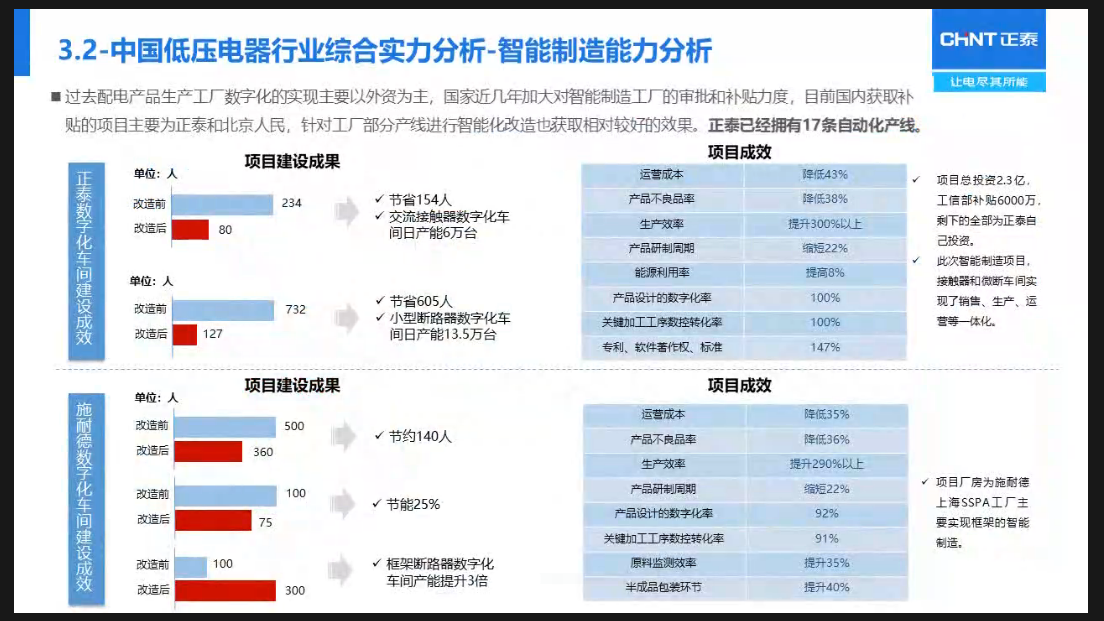 3.2-中国低压电器行业综合实力分析-智能制造能力分析
CHNT 正泰
让电尽其所能
■ 过去配电产品生产工厂数字化的实现主要以外资为主，国家近几年加大对智能制造工厂的审批和补贴力度，目前国内获取补
贴的项目主要为正泰和北京人民，针对工厂部分产线进行智能化改造也获取相对较好的效果。正泰已经拥有17条自动化产线。
正泰数字化车间建设成效
项目建设成果
单位：人
改造前 234
改造后 80
✓ 节省154人
✓ 交流接触器数字化车
间日产能6万台
单位：人
改造前 732
改造后 127
✓ 节省605人
✓ 小型断路器数字化车
间日产能13.5万台
项目成效
运营成本 降低43%
产品不良品率 降低38%
生产效率 提升300%以上
产品研制周期 缩短22%
能源利用率 提高8%
产品设计的数字化率 100%
关键加工工序数控转化率 100%
专利、软件著作权、标准 147%
✓ 项目总投资2.3亿，
工信部补贴6000万，
剩下的全部为正泰自
己投资。
✓ 此次智能制造项目，
接触器和微断车间实
现了销售、生产、运
营等一体化。
施耐德数字化车间建设成效
项目建设成果
单位：人
改造前 500
改造后 360
✓ 节约140人
改造前 100
改造后 75
✓ 节能25%
改造前 100
改造后 300
✓ 框架断路器数字化
车间产能提升3倍
项目成效
运营成本 降低35%
产品不良品率 降低36%
生产效率 提升290%以上
产品研制周期 缩短22%
产品设计的数字化率 92%
关键加工工序数控转化率 91%
原料监测效率 提升35%
半成品包装环节 提升40%
✓ 项目厂房为施耐德
上海SSPA工厂主
要实现框架的智能
制造。